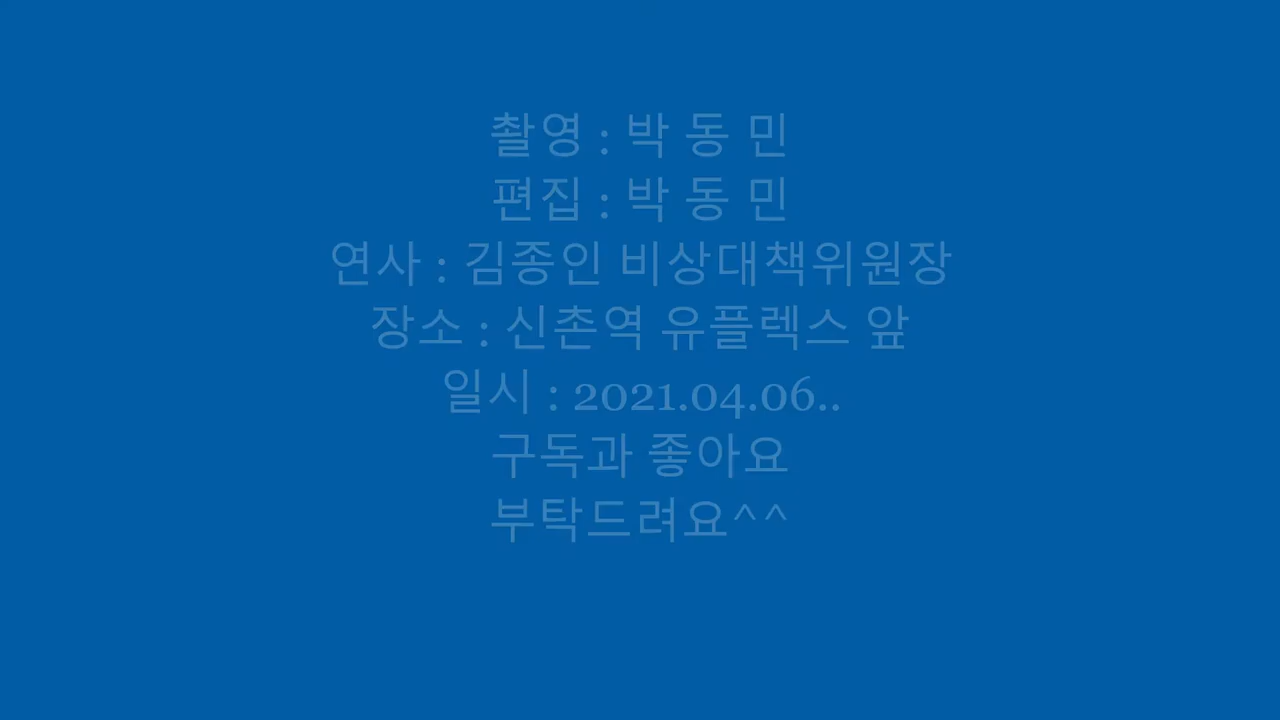 촬영 : 박 동 민
편집 : 박 동 민
연사 : 김종인 비상대책위원장
장소 : 신촌역 유플렉스 앞
일시 : 2021.04.06..
구독과 좋아요
부탁드려요^^